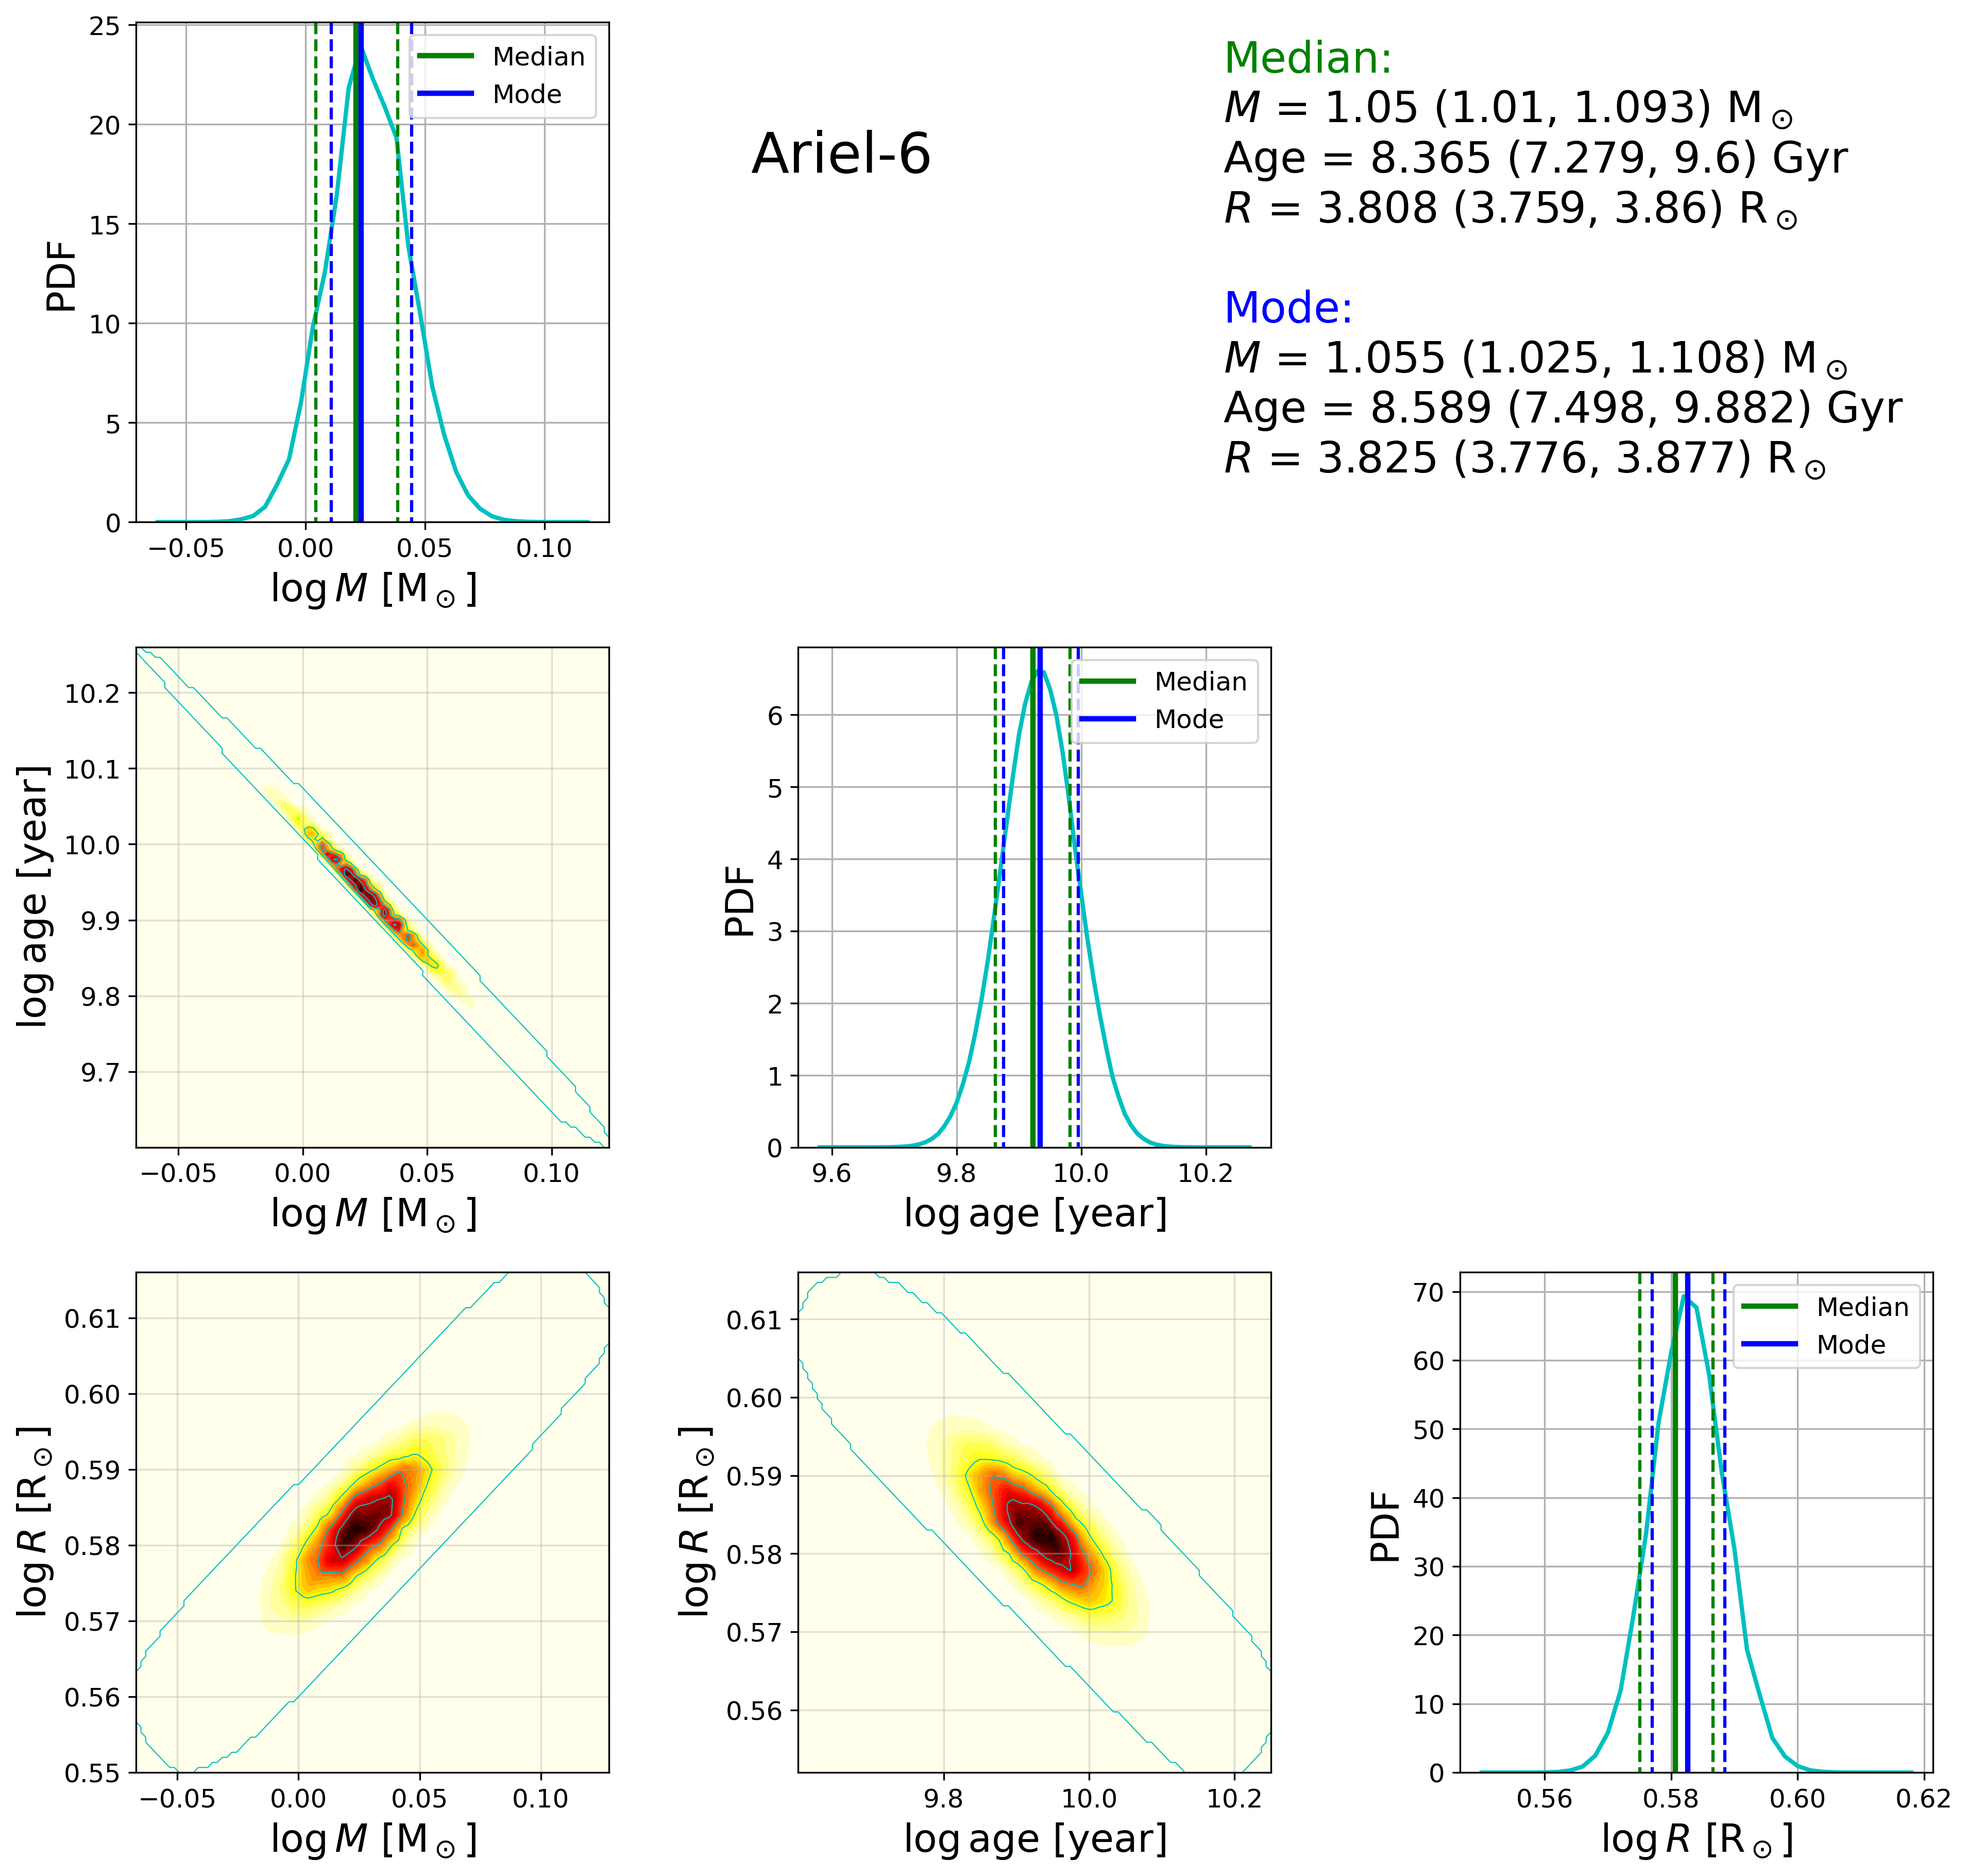 25
20
15
10
5
0
PDF
Median
Mode
−0.05 0.00 0.05 0.10
log M [M⊙]
Ariel-6
Median:
M = 1.05 (1.01, 1.093) M⊙
Age = 8.365 (7.279, 9.6) Gyr
R = 3.808 (3.759, 3.86) R⊙
Mode:
M = 1.055 (1.025, 1.108) M⊙
Age = 8.589 (7.498, 9.882) Gyr
R = 3.825 (3.776, 3.877) R⊙
10.2
10.1
10.0
9.9
9.8
9.7
log age [year]
−0.05 0.00 0.05 0.10
log M [M⊙]
6
5
4
3
2
1
0
PDF
Median
Mode
9.6 9.8 10.0 10.2
log age [year]
0.61
0.60
0.59
0.58
0.57
0.56
0.55
log R [R⊙]
−0.05 0.00 0.05 0.10
log M [M⊙]
0.61
0.60
0.59
0.58
0.57
0.56
log R [R⊙]
9.8 10.0 10.2
log age [year]
70
60
50
40
30
20
10
0
PDF
Median
Mode
0.56 0.58 0.60 0.62
log R [R⊙]